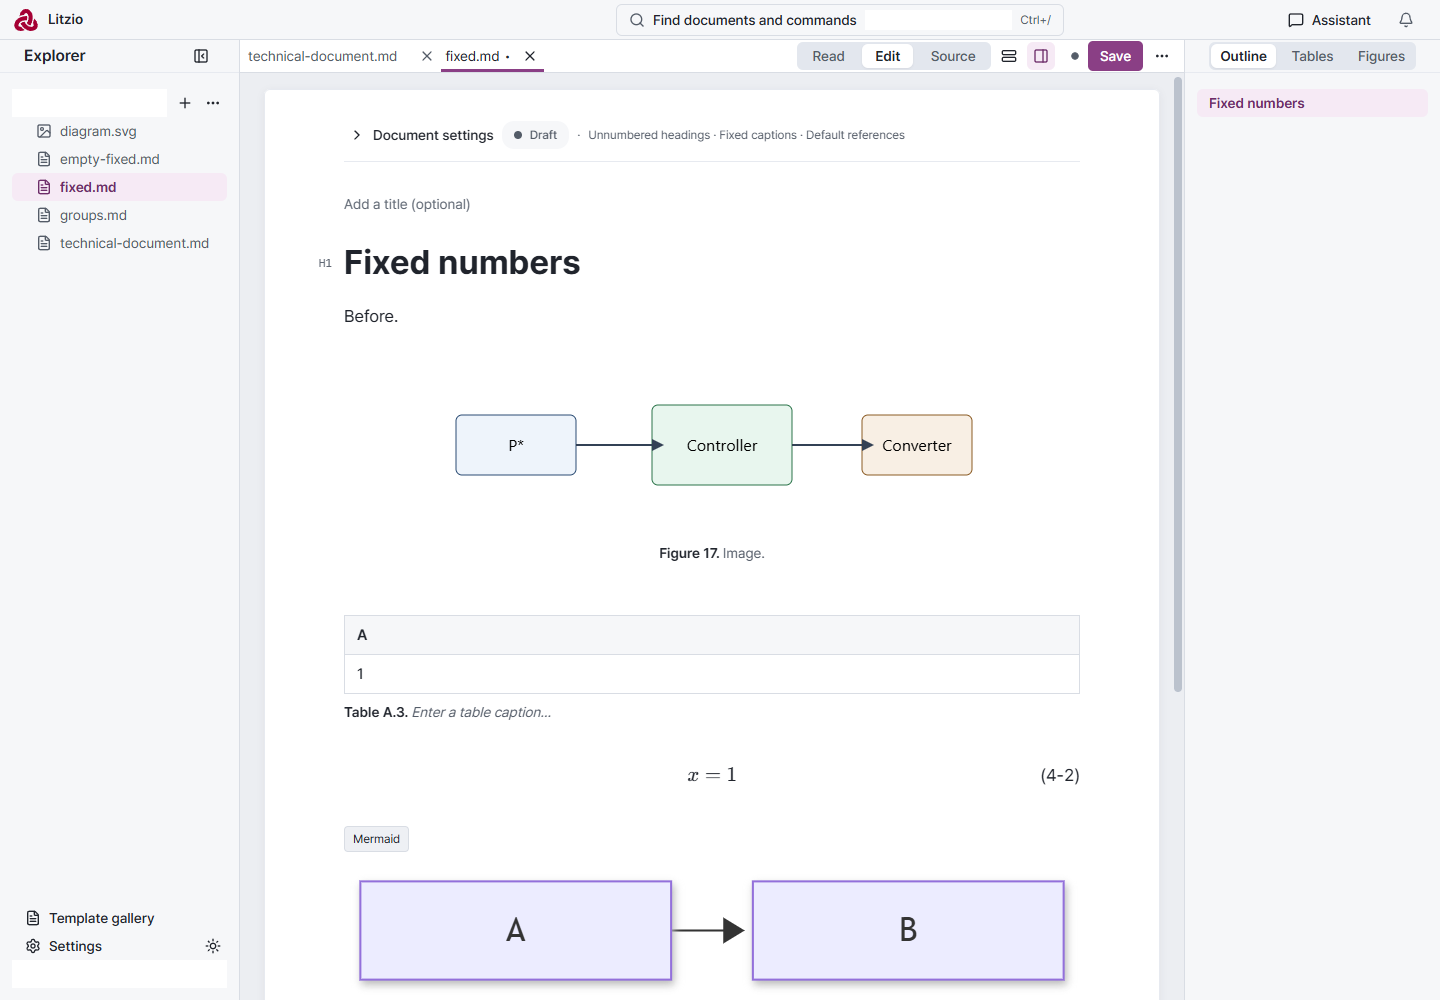 Litzio
Find documents and commands
Ctrl+/
Assistant
Explorer
technical-document.md
fixed.md •
Read
Edit
Source
Save
Outline
Tables
Figures
diagram.svg
empty-fixed.md
fixed.md
groups.md
technical-document.md
Template gallery
Settings
Document settings
Draft
· Unnumbered headings · Fixed captions · Default references
Add a title (optional)
H1
Fixed numbers
Before.
P*
Controller
Converter
Figure 17. Image.
A
1
Table A.3. Enter a table caption...
x = 1
(4-2)
Mermaid
A
B
Fixed numbers